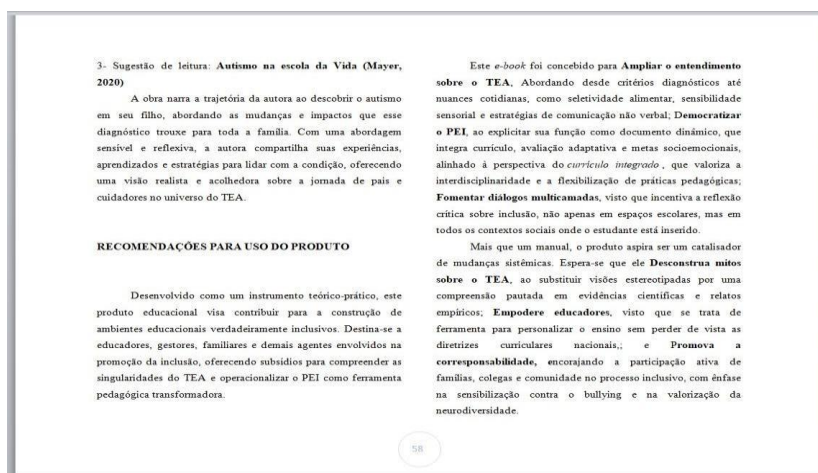 3- Sugestão de leitura: Autismo na escola da Vida (Mayer,
2020)
A obra narra a trajetória da autora ao descobrir o autismo
em seu filho, abordando as mudanças e impactos que esse
diagnóstico trouxe para toda a família. Com uma abordagem
sensível e reflexiva, a autora compartilha suas experiências,
aprendizados e estratégias para lidar com a condição, oferecendo
uma visão realista e acolhedora sobre a jornada de pais e
cuidadores no universo do TEA.
RECOMENDAÇÕES PARA USO DO PRODUTO
Desenvolvido como um instrumento teórico-prático, este
produto educacional visa contribuir para a construção de
ambientes educacionais verdadeiramente inclusivos. Destina-se a
educadores, gestores, familiares e demais agentes envolvidos na
promoção da inclusão, oferecendo subsídios para compreender as
singularidades do TEA e operacionalizar o PEI como ferramenta
pedagógica transformadora.
Este e-book foi concebido para Ampliar o entendimento
sobre o TEA, Abordando desde critérios diagnósticos até
nuances cotidianas, como seletividade alimentar, sensibilidade
sensorial e estratégias de comunicação não verbal; Democratizar
o PEI, ao explicitar sua função como documento dinámico, que
integra currículo, avaliação adaptativa e metas socioemocionais,
alinhado à perspectiva do currículo integrado , que valoriza a
interdisciplinaridade e a flexibilização de práticas pedagógicas;
Fomentar diálogos multicamadas, visto que incentiva a reflexão
crítica sobre inclusão, não apenas em espaços escolares, mas em
todos os contextos sociais onde o estudante está inserido.
Mais que um manual, o produto aspira ser um catalisador
de mudanças sistêmicas. Espera-se que ele Desconstrua mitos
sobre o TEA, ao substituir visões estereotipadas por uma
compreensão pautada em evidências científicas e relatos
empíricos; Empodere educadores, visto que se trata de
ferramenta para personalizar o ensino sem perder de vista as
diretrizes curriculares nacionais,; e Promova a
corresponsabilidade, encorajando a participação ativa de
famílias, colegas e comunidade no processo inclusivo, com ênfase
na sensibilização contra o bullying e na valorização da
neurodiversidade.
58